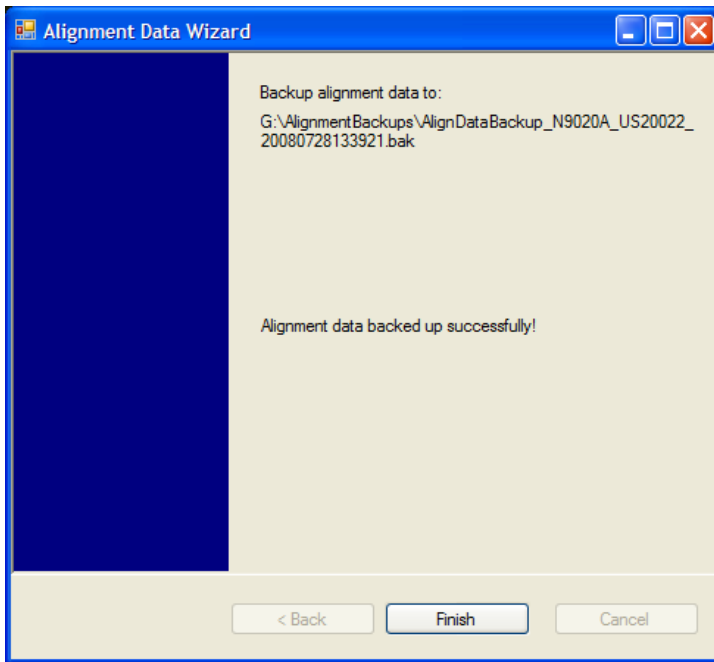 Alignment Data Wizard
Backup alignment data to:
G:\AlignmentBackups\AlignDataBackup_N9020A_US20022_
20080728133921.bak
Alignment data backed up successfully!
< Back
Finish
Cancel